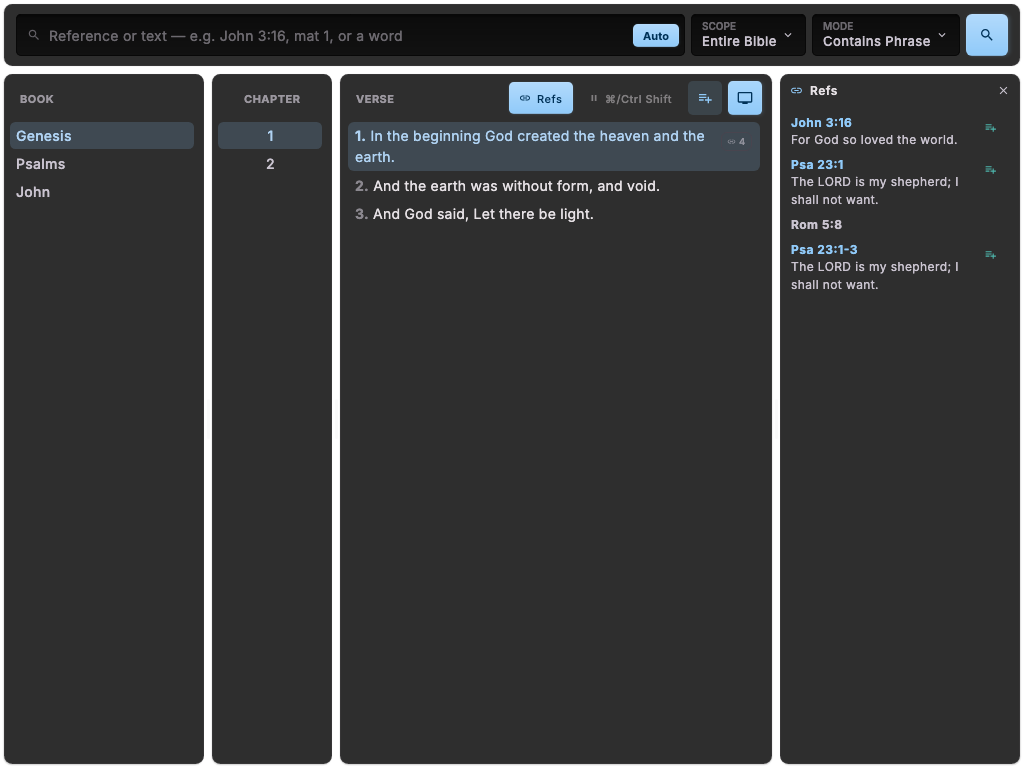 Reference or text — e.g. John 3:16, mat 1, or a word
Auto
SCOPE
Entire Bible
MODE
Contains Phrase
BOOK
Genesis
Psalms
John
CHAPTER
1
2
VERSE
Refs
⌘/Ctrl Shift
1. In the beginning God created the heaven and the
earth.
4
2. And the earth was without form, and void.
3. And God said, Let there be light.
Refs
John 3:16
For God so loved the world.
Psa 23:1
The LORD is my shepherd; I
shall not want.
Rom 5:8
Psa 23:1-3
The LORD is my shepherd; I
shall not want.